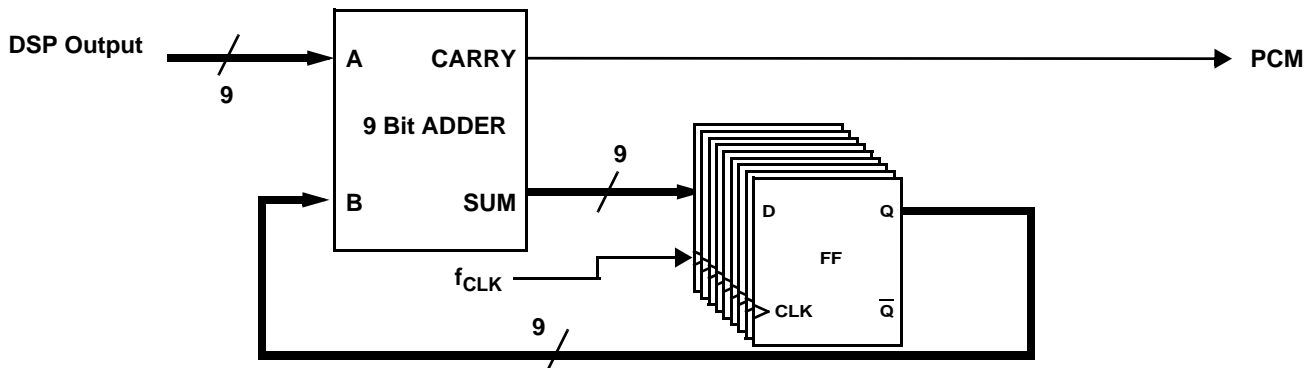 DSP Output
9
A
CARRY
PCM
9 Bit ADDER
9
B
SUM
D
Q
FF
fCLK
CLK
Q̅
9